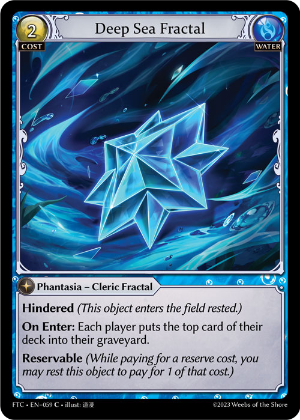 2
Deep Sea Fractal
COST
WATER
Phantasia – Cleric Fractal
Hindered (This object enters the field rested.)
On Enter: Each player puts the top card of their
deck into their graveyard.
Reservable (While paying for a reserve cost, you
may rest this object to pay for 1 of that cost.)
FTC • EN-059 C • illust: 道滝
©2023 Weebs of the Shore